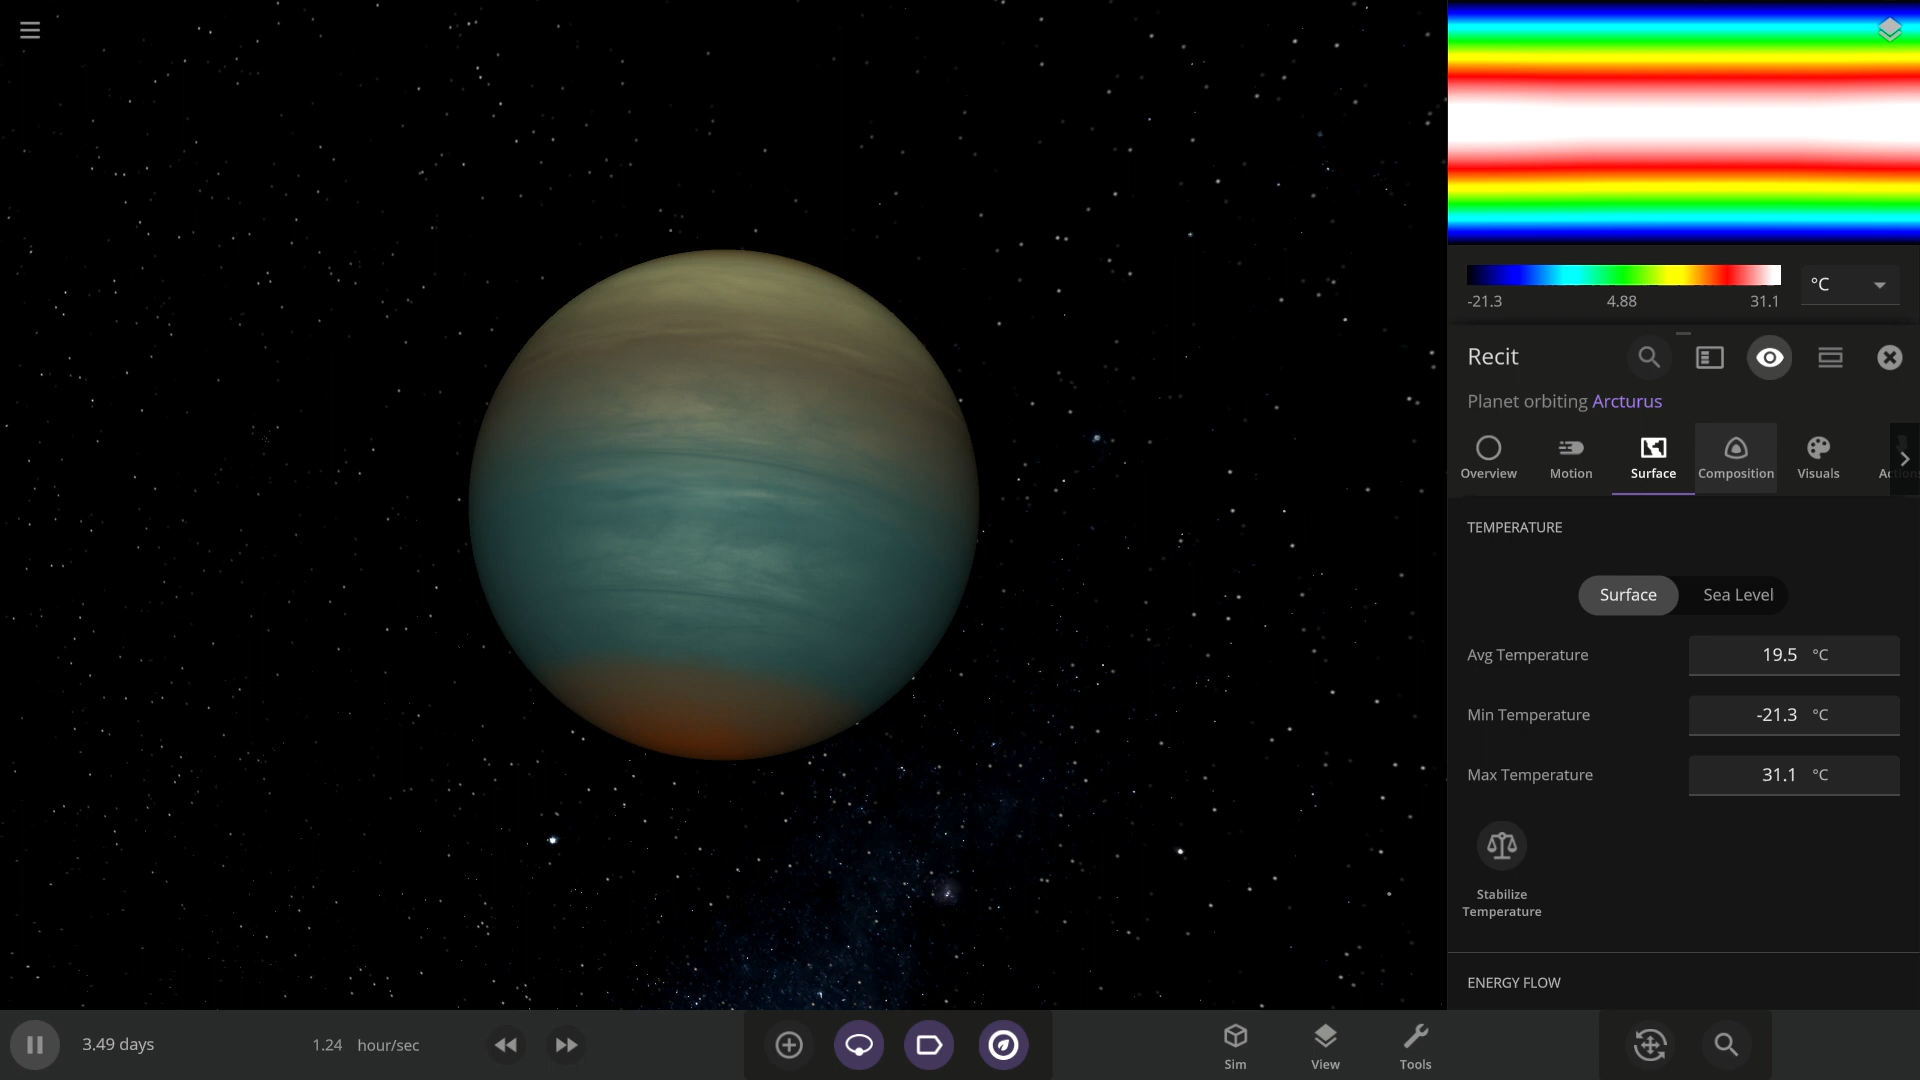 °C
-21.3 4.88 31.1
Recit
Planet orbiting Arcturus
Overview Motion Surface Composition Visuals
TEMPERATURE
Surface Sea Level
Avg Temperature 19.5 °C
Min Temperature -21.3 °C
Max Temperature 31.1 °C
Stabilize
Temperature
ENERGY FLOW
3.49 days 1.24 hour/sec Sim View Tools